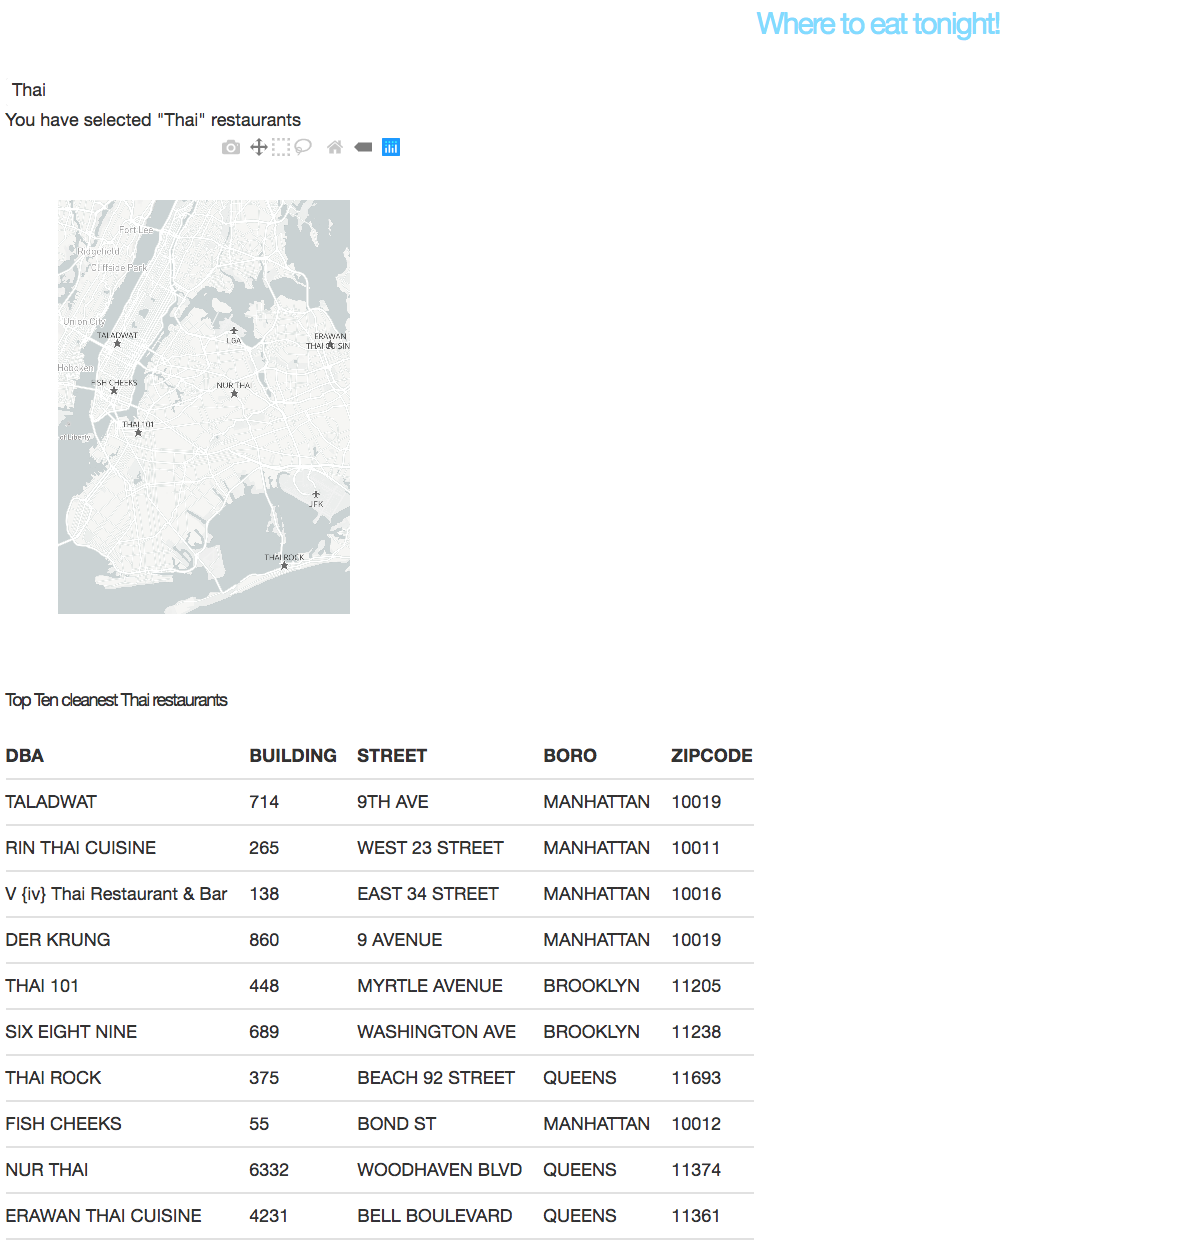 Where to eat tonight!
Thai
You have selected "Thai" restaurants
Fort Lee
Ridgefield
Cliffside Park
Union City
TALADWAT
LGA
ERAWAN
THAI CUISIN
Hoboken
FISH CHEEKS
NUR THAI
THAI 101
of Liberty
JFK
THAI ROCK
Top Ten cleanest Thai restaurants
DBA BUILDING STREET BORO ZIPCODE
TALADWAT 714 9TH AVE MANHATTAN 10019
RIN THAI CUISINE 265 WEST 23 STREET MANHATTAN 10011
V {iv} Thai Restaurant & Bar 138 EAST 34 STREET MANHATTAN 10016
DER KRUNG 860 9 AVENUE MANHATTAN 10019
THAI 101 448 MYRTLE AVENUE BROOKLYN 11205
SIX EIGHT NINE 689 WASHINGTON AVE BROOKLYN 11238
THAI ROCK 375 BEACH 92 STREET QUEENS 11693
FISH CHEEKS 55 BOND ST MANHATTAN 10012
NUR THAI 6332 WOODHAVEN BLVD QUEENS 11374
ERAWAN THAI CUISINE 4231 BELL BOULEVARD QUEENS 11361